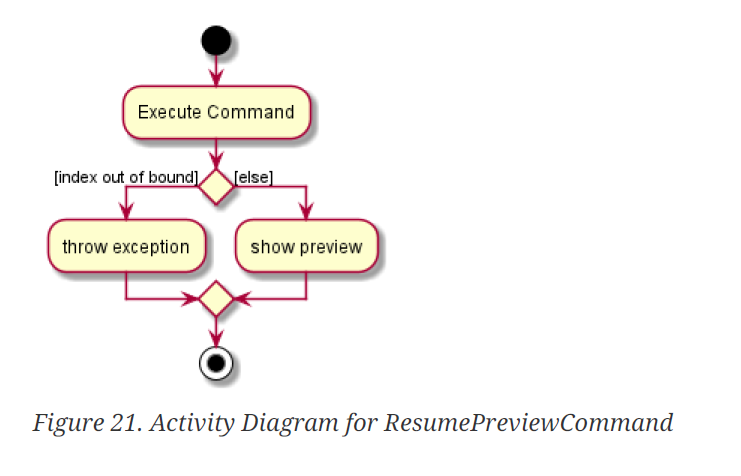 Execute Command
[index out of bound]
[else]
throw exception
show preview
Figure 21. Activity Diagram for ResumePreviewCommand